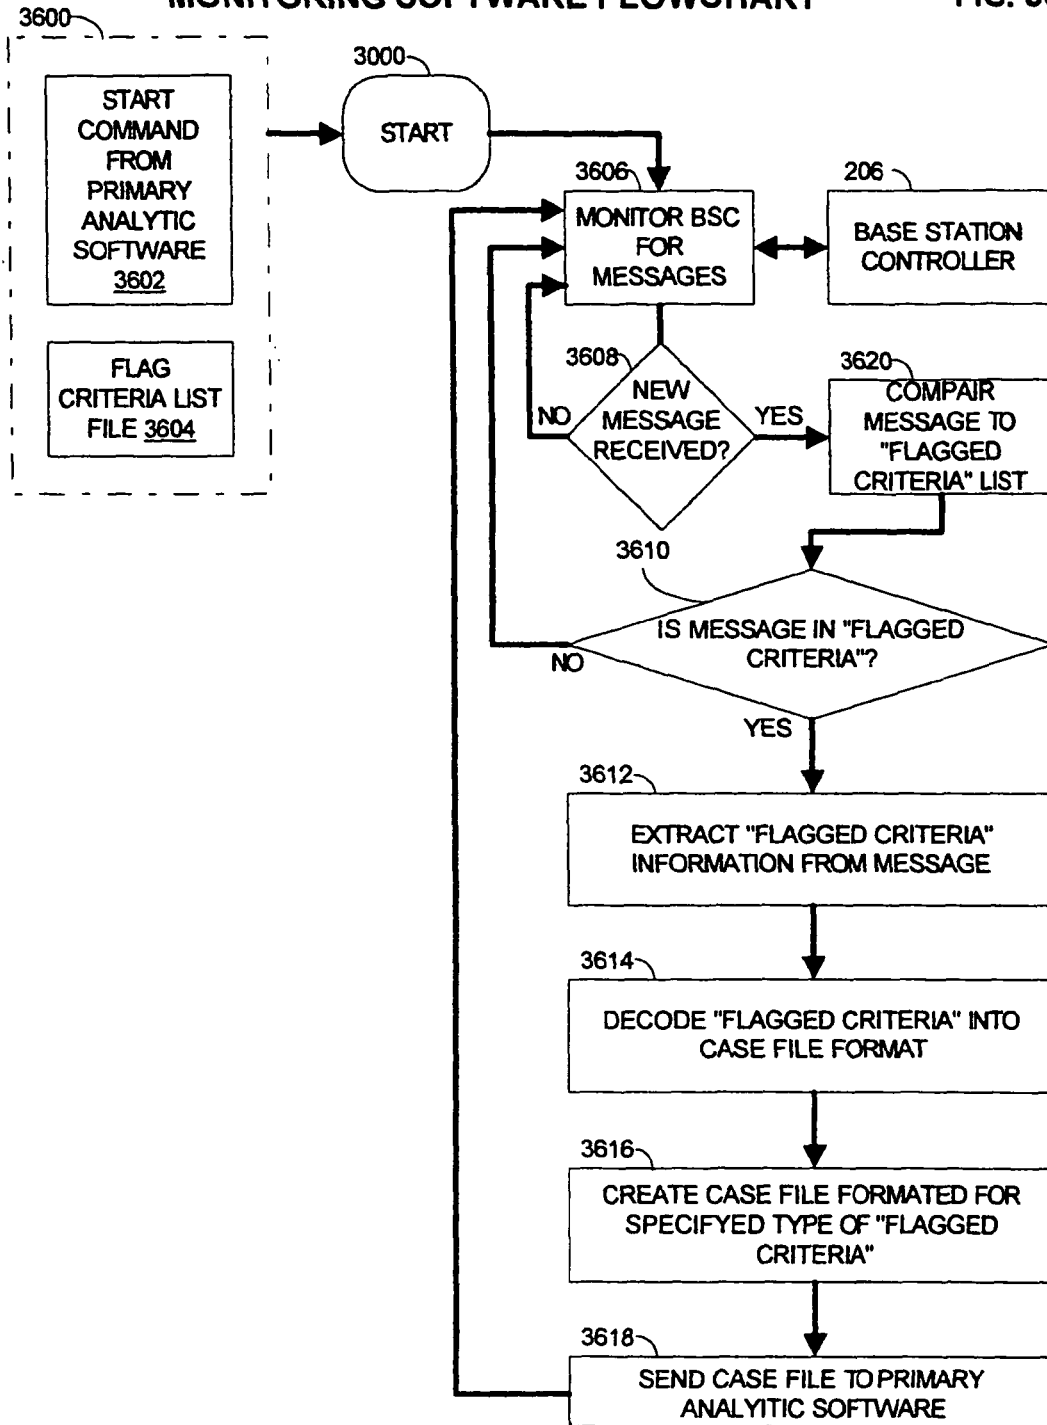 MONITORING SOFTWARE FLOWCHART
FIG.
3600
START
COMMAND
FROM
PRIMARY
ANALYTIC
SOFTWARE
3602
FLAG
CRITERIA LIST
FILE 3604
3000
START
3606
MONITOR BSC
FOR
MESSAGES
206
BASE STATION
CONTROLLER
3608
NEW
MESSAGE
RECEIVED?
NO
YES
3620
COMPAIR
MESSAGE TO
"FLAGGED
CRITERIA" LIST
3610
IS MESSAGE IN "FLAGGED
CRITERIA"?
NO
YES
3612
EXTRACT "FLAGGED CRITERIA"
INFORMATION FROM MESSAGE
3614
DECODE "FLAGGED CRITERIA" INTO
CASE FILE FORMAT
3616
CREATE CASE FILE FORMATED FOR
SPECIFYED TYPE OF "FLAGGED
CRITERIA"
3618
SEND CASE FILE TO PRIMARY
ANALYITIC SOFTWARE